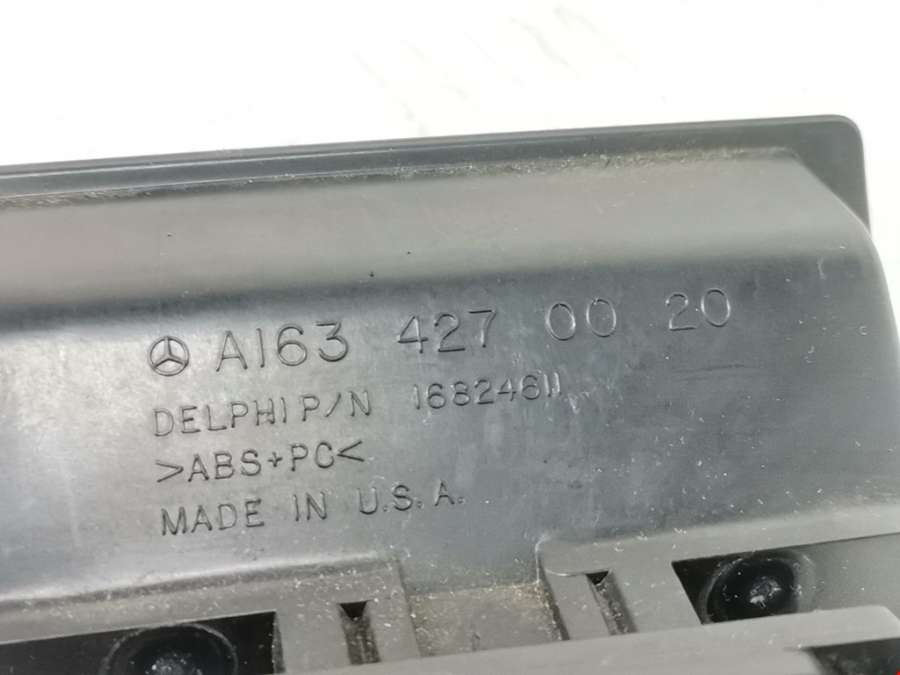 A163 427 00 20
DELPHI P/N 16824611
>ABS+PC<
MADE IN U.S.A.